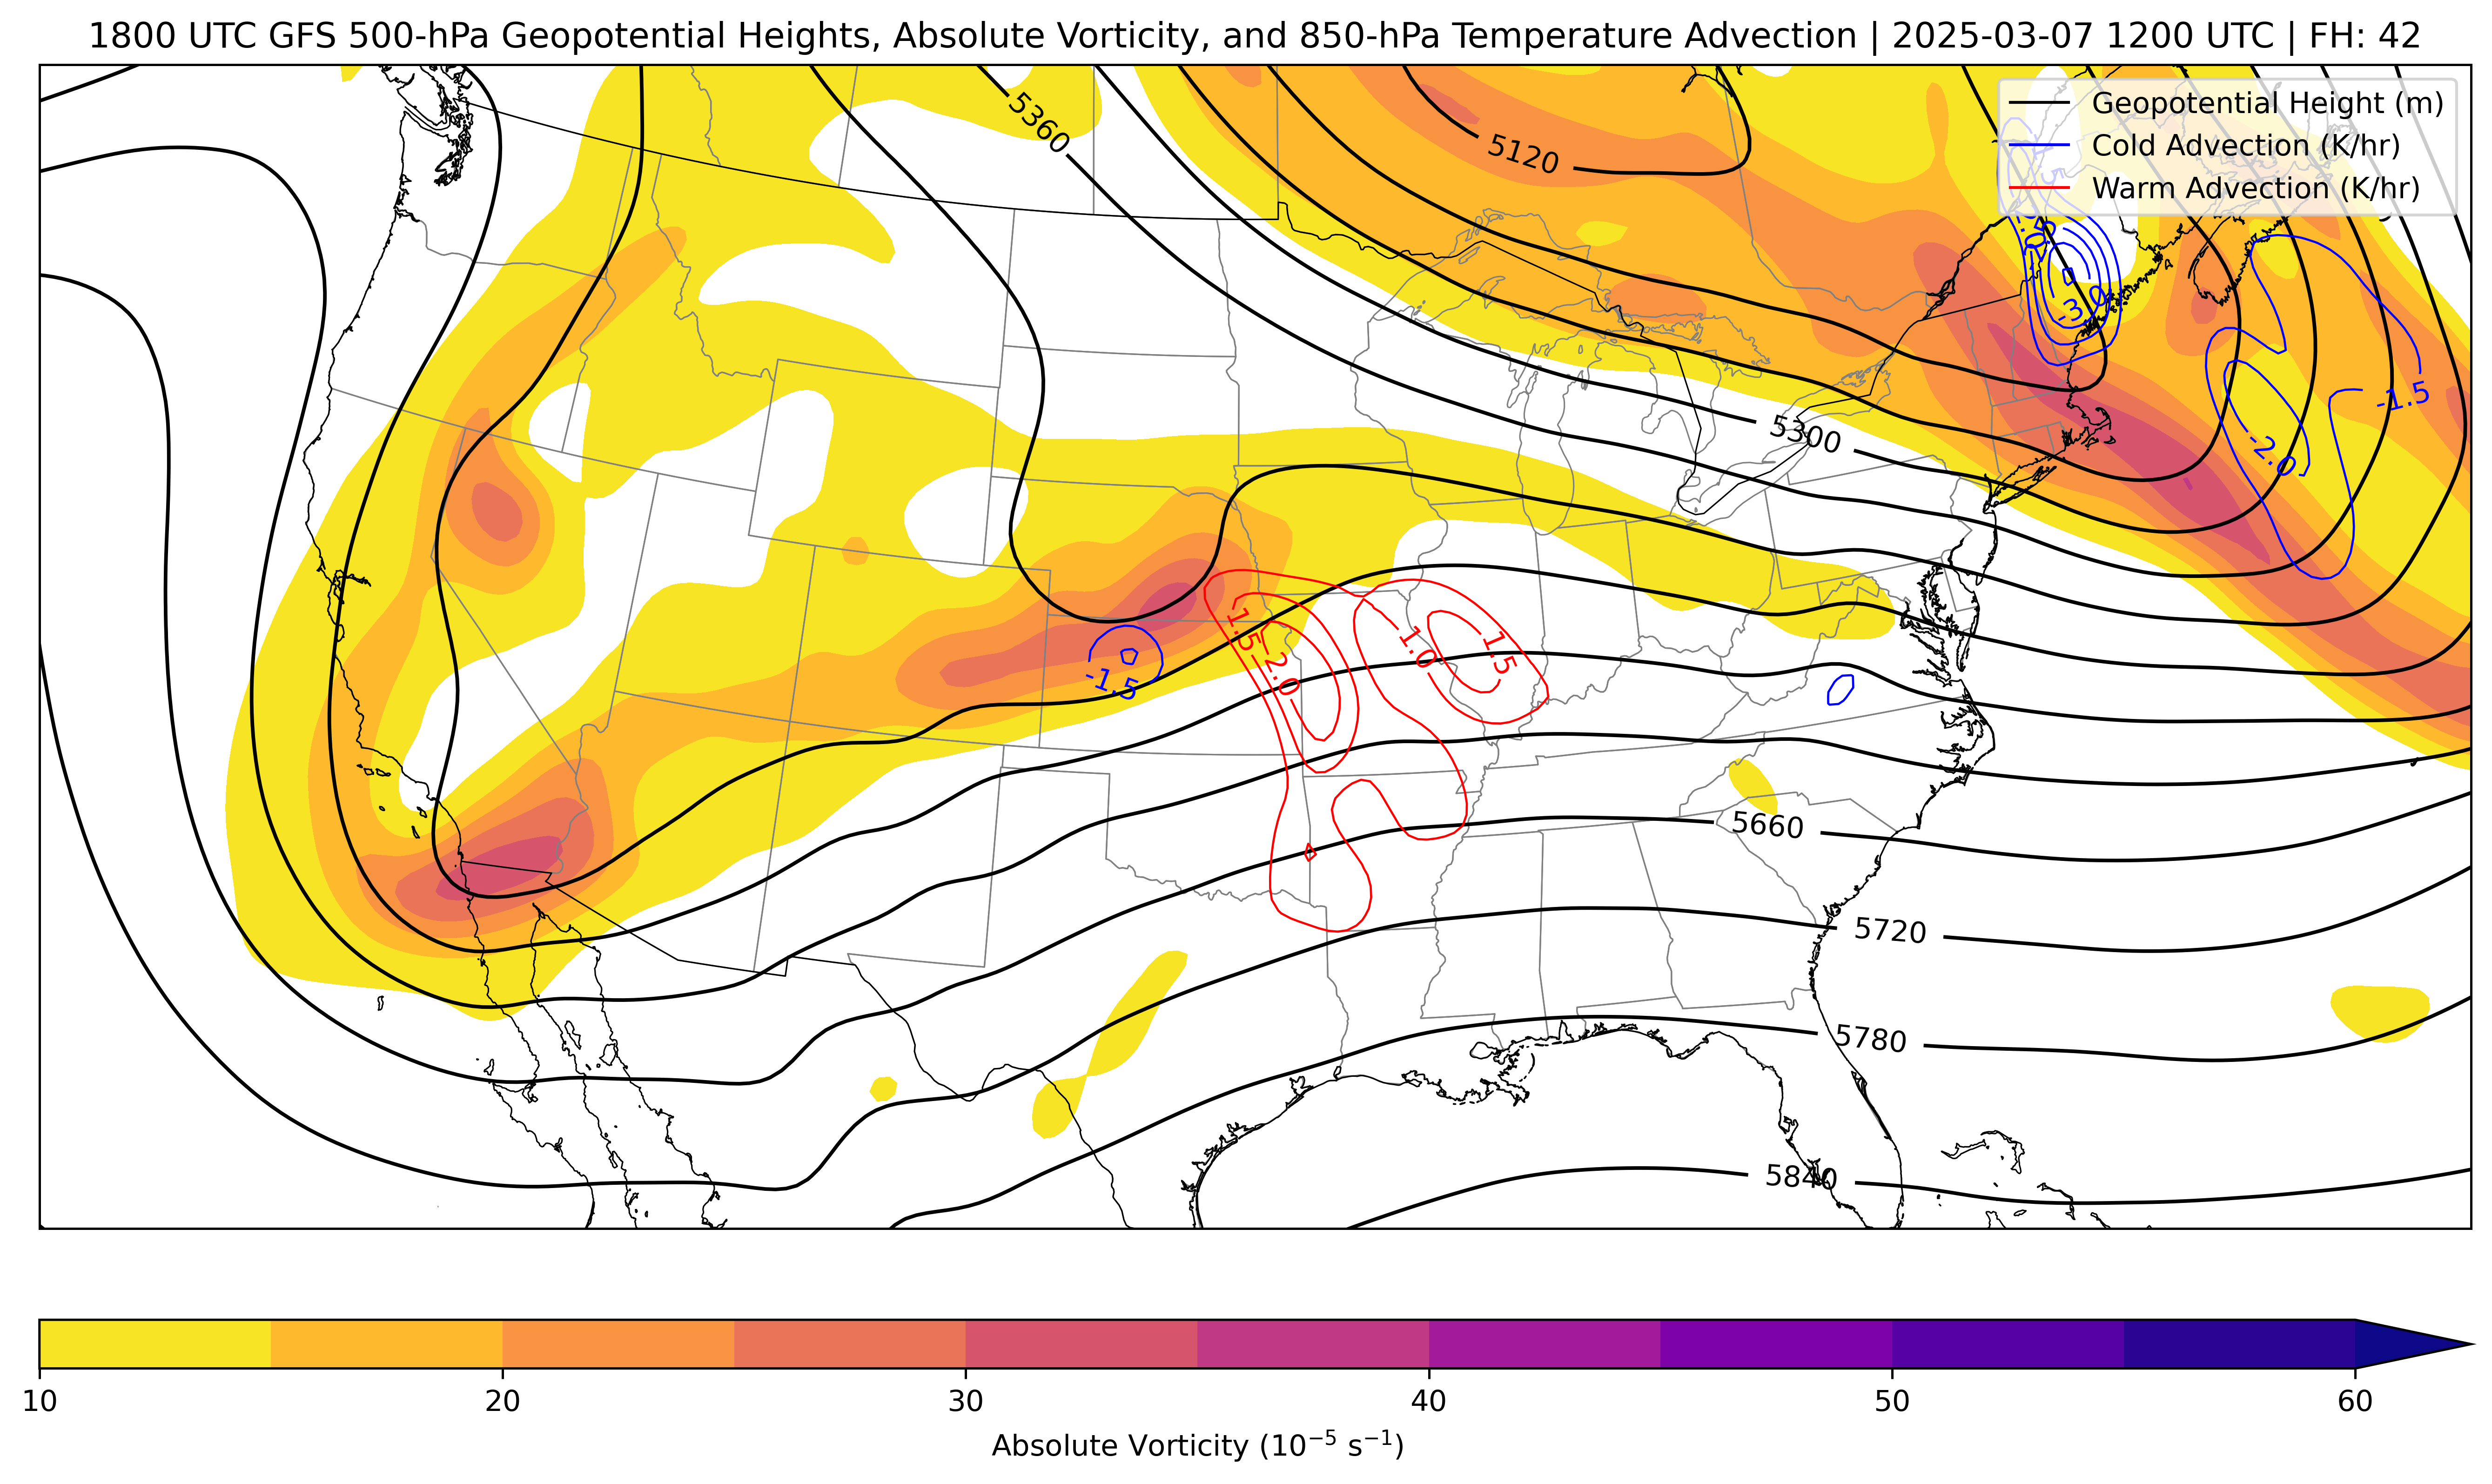 1800 UTC GFS 500-hPa Geopotential Heights, Absolute Vorticity, and 850-hPa Temperature Advection | 2025-03-07 1200 UTC | FH: 42
Geopotential Height (m)
Cold Advection (K/hr)
Warm Advection (K/hr)
5360
5120
-3.0
-1.5
5300
-2.0
1.5
1.0
1.5
2.0
-1.5
5660
5720
5780
5840
10 20 30 40 50 60
Absolute Vorticity (10⁻⁵ s⁻¹)